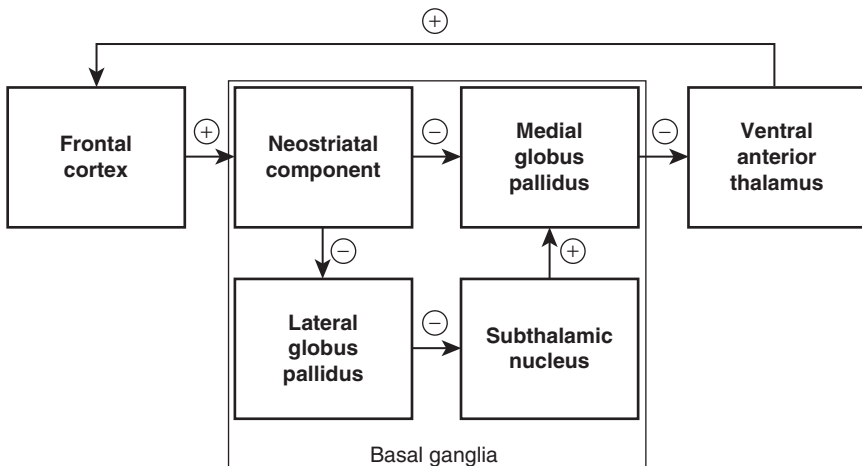 +
Frontal
cortex
+
Neostriatal
component
−
Medial
globus
pallidus
−
Ventral
anterior
thalamus
−
+
Lateral
globus
pallidus
−
Subthalamic
nucleus
Basal ganglia